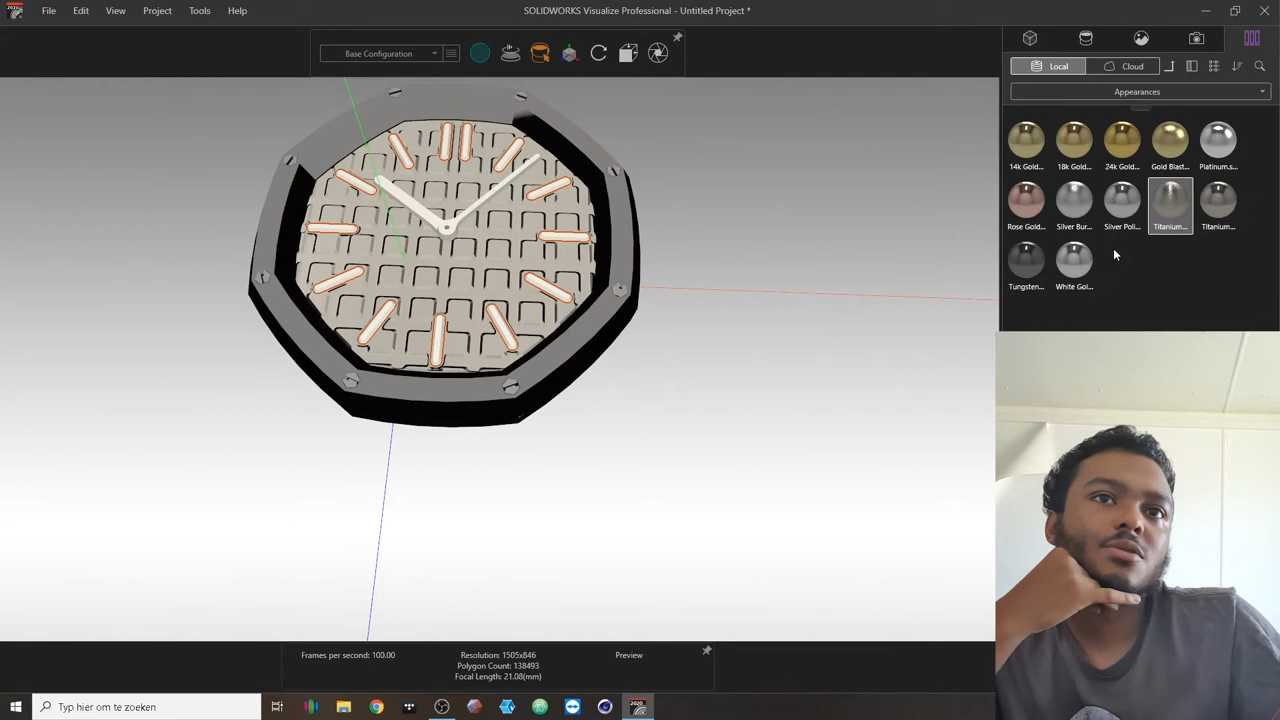 2020
File
Edit
View
Project
Tools
Help
SOLIDWORKS Visualize Professional - Untitled Project *
Base Configuration
Local
Cloud
Appearances
14k Gold...
18k Gold...
24k Gold...
Gold Blast...
Platinum.s...
Rose Gold...
Silver Bur...
Silver Poli...
Titanium...
Titanium...
Tungsten...
White Gol...
Frames per second: 100.00
Resolution: 1505x846
Polygon Count: 138493
Focal Length: 21.08(mm)
Preview
Typ hier om te zoeken
2020